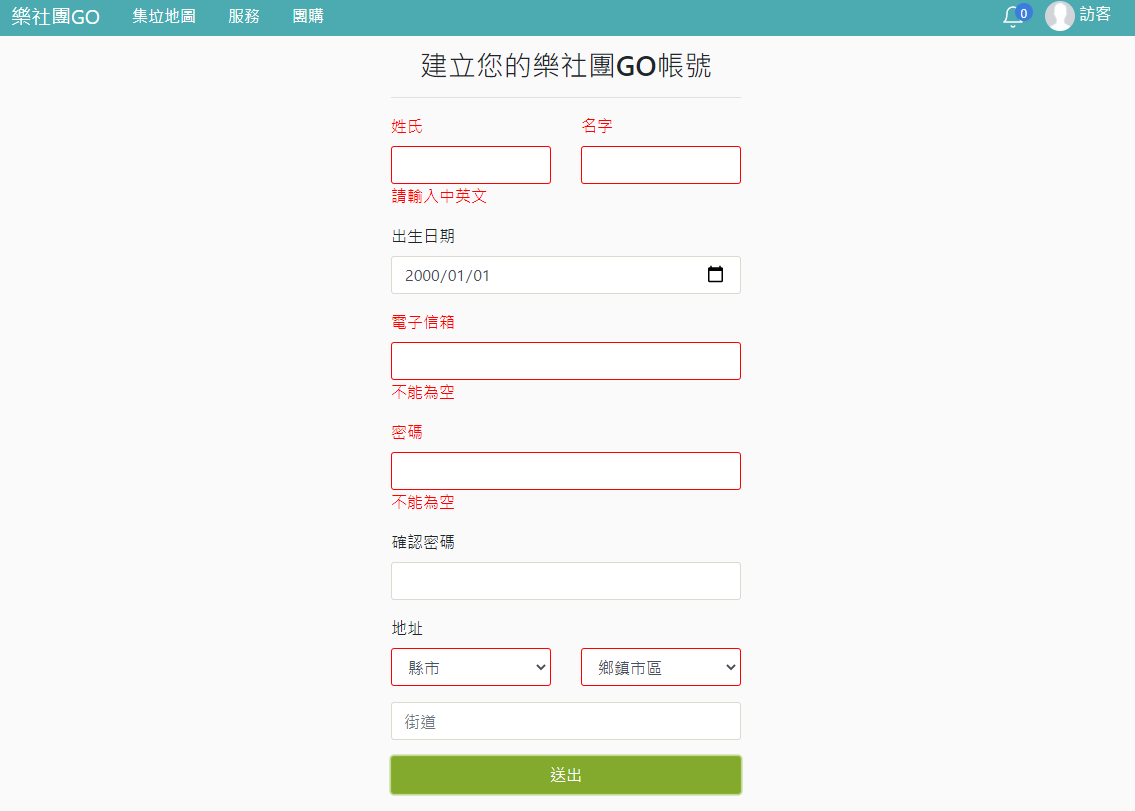 樂社團GO 集垃地圖 服務 團購 0 訪客
建立您的樂社團GO帳號
姓氏 名字
請輸入中英文
出生日期
2000/01/01
電子信箱
不能為空
密碼
不能為空
確認密碼
地址
縣市 鄉鎮市區
街道
送出